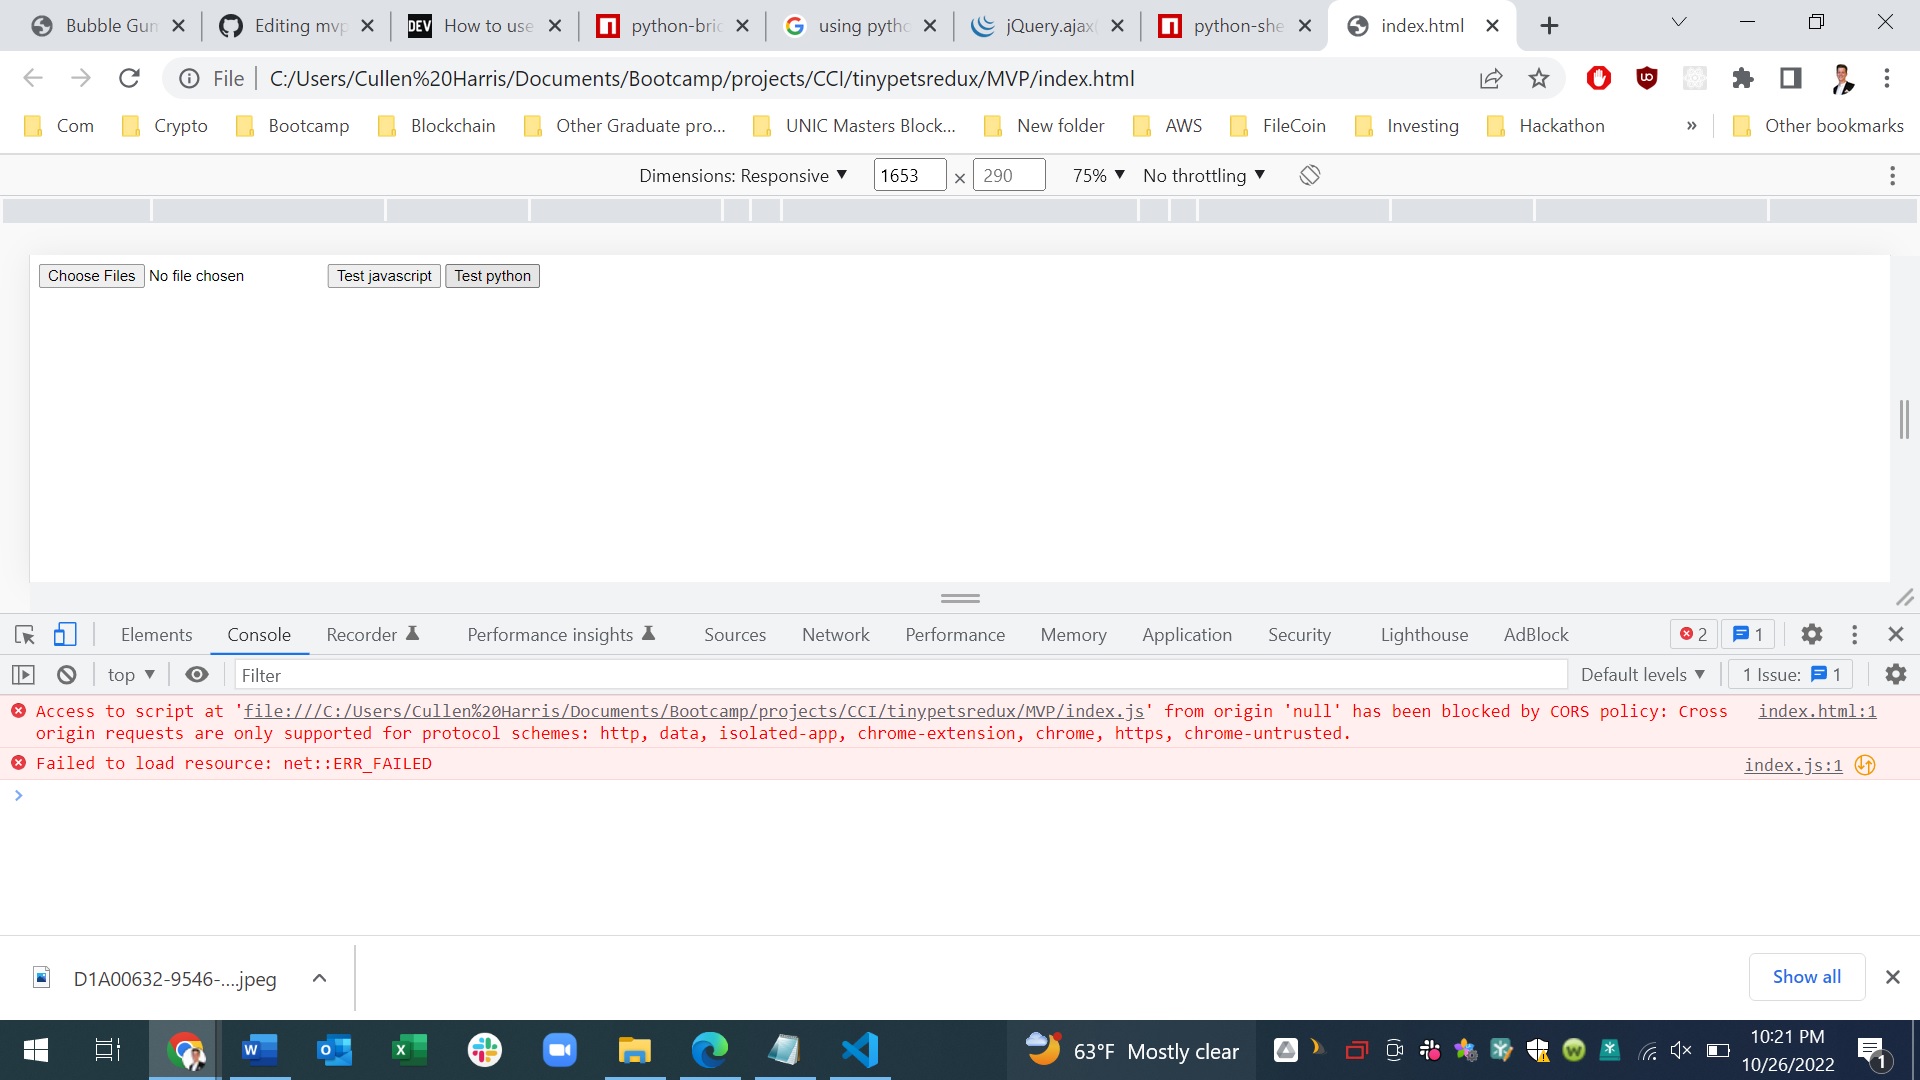 Bubble Gun
Editing mvp
DEV How to use
python-bric
using pytho
jQuery.ajax(
python-she
index.html
File C:/Users/Cullen%20Harris/Documents/Bootcamp/projects/CCI/tinypetsredux/MVP/index.html
Com Crypto Bootcamp Blockchain Other Graduate pro... UNIC Masters Block... New folder AWS FileCoin Investing Hackathon » Other bookmarks
Dimensions: Responsive ▼ 1653 × 290 75% ▼ No throttling ▼
Choose Files No file chosen Test javascript Test python
Elements Console Recorder Performance insights Sources Network Performance Memory Application Security Lighthouse AdBlock 2 1
top ▼ Filter Default levels ▼ 1 Issue: 1
Access to script at 'file:///C:/Users/Cullen%20Harris/Documents/Bootcamp/projects/CCI/tinypetsredux/MVP/index.js' from origin 'null' has been blocked by CORS policy: Cross index.html:1
origin requests are only supported for protocol schemes: http, data, isolated-app, chrome-extension, chrome, https, chrome-untrusted.
Failed to load resource: net::ERR_FAILED index.js:1
D1A00632-9546-....jpeg Show all
63°F Mostly clear
10:21 PM
10/26/2022
1